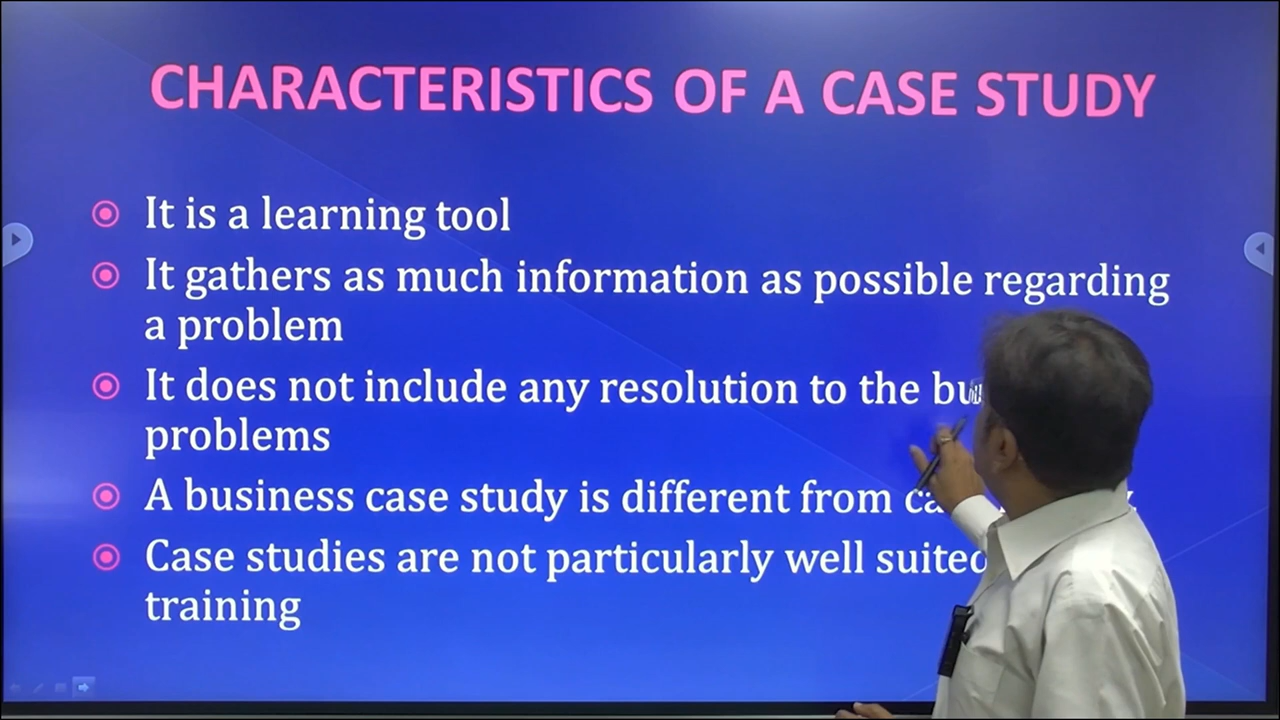 CHARACTERISTICS OF A CASE STUDY
It is a learning tool
It gathers as much information as possible regarding
a problem
It does not include any resolution to the
problems
A business case study is different from
Case studies are not particularly well suited
training